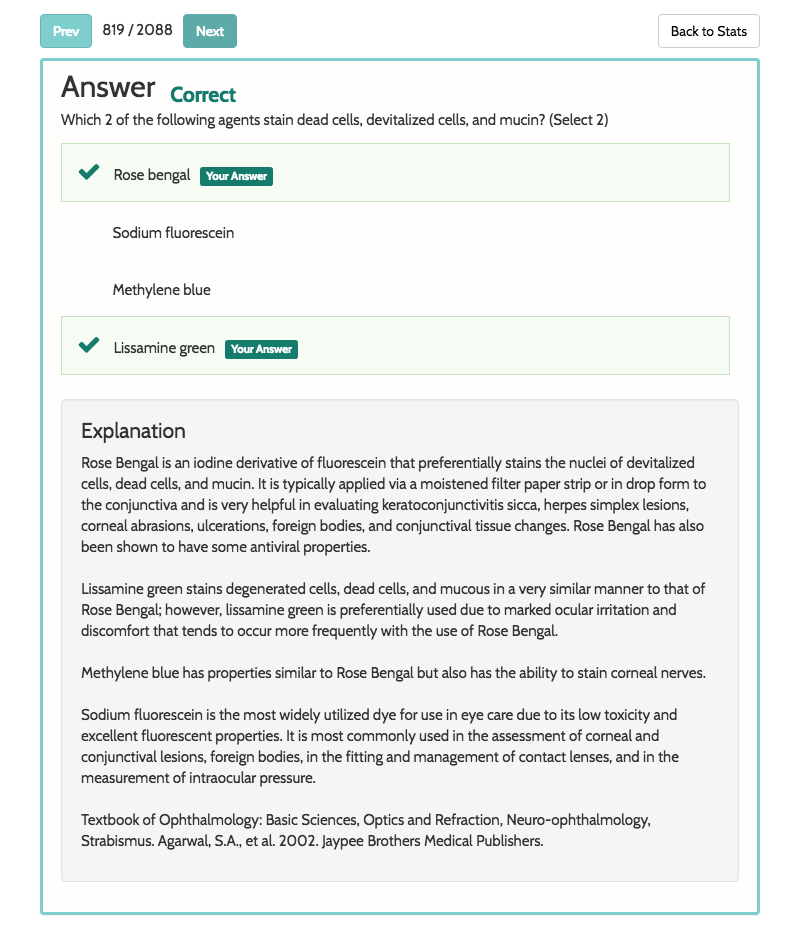 Prev 819 / 2088 Next Back to Stats
Answer Correct
Which 2 of the following agents stain dead cells, devitalized cells, and mucin? (Select 2)
Rose bengal Your Answer
Sodium fluorescein
Methylene blue
Lissamine green Your Answer
Explanation
Rose Bengal is an iodine derivative of fluorescein that preferentially stains the nuclei of devitalized
cells, dead cells, and mucin. It is typically applied via a moistened filter paper strip or in drop form to
the conjunctiva and is very helpful in evaluating keratoconjunctivitis sicca, herpes simplex lesions,
corneal abrasions, ulcerations, foreign bodies, and conjunctival tissue changes. Rose Bengal has also
been shown to have some antiviral properties.
Lissamine green stains degenerated cells, dead cells, and mucous in a very similar manner to that of
Rose Bengal; however, lissamine green is preferentially used due to marked ocular irritation and
discomfort that tends to occur more frequently with the use of Rose Bengal.
Methylene blue has properties similar to Rose Bengal but also has the ability to stain corneal nerves.
Sodium fluorescein is the most widely utilized dye for use in eye care due to its low toxicity and
excellent fluorescent properties. It is most commonly used in the assessment of corneal and
conjunctival lesions, foreign bodies, in the fitting and management of contact lenses, and in the
measurement of intraocular pressure.
Textbook of Ophthalmology: Basic Sciences, Optics and Refraction, Neuro-ophthalmology,
Strabismus. Agarwal, S.A., et al. 2002. Jaypee Brothers Medical Publishers.